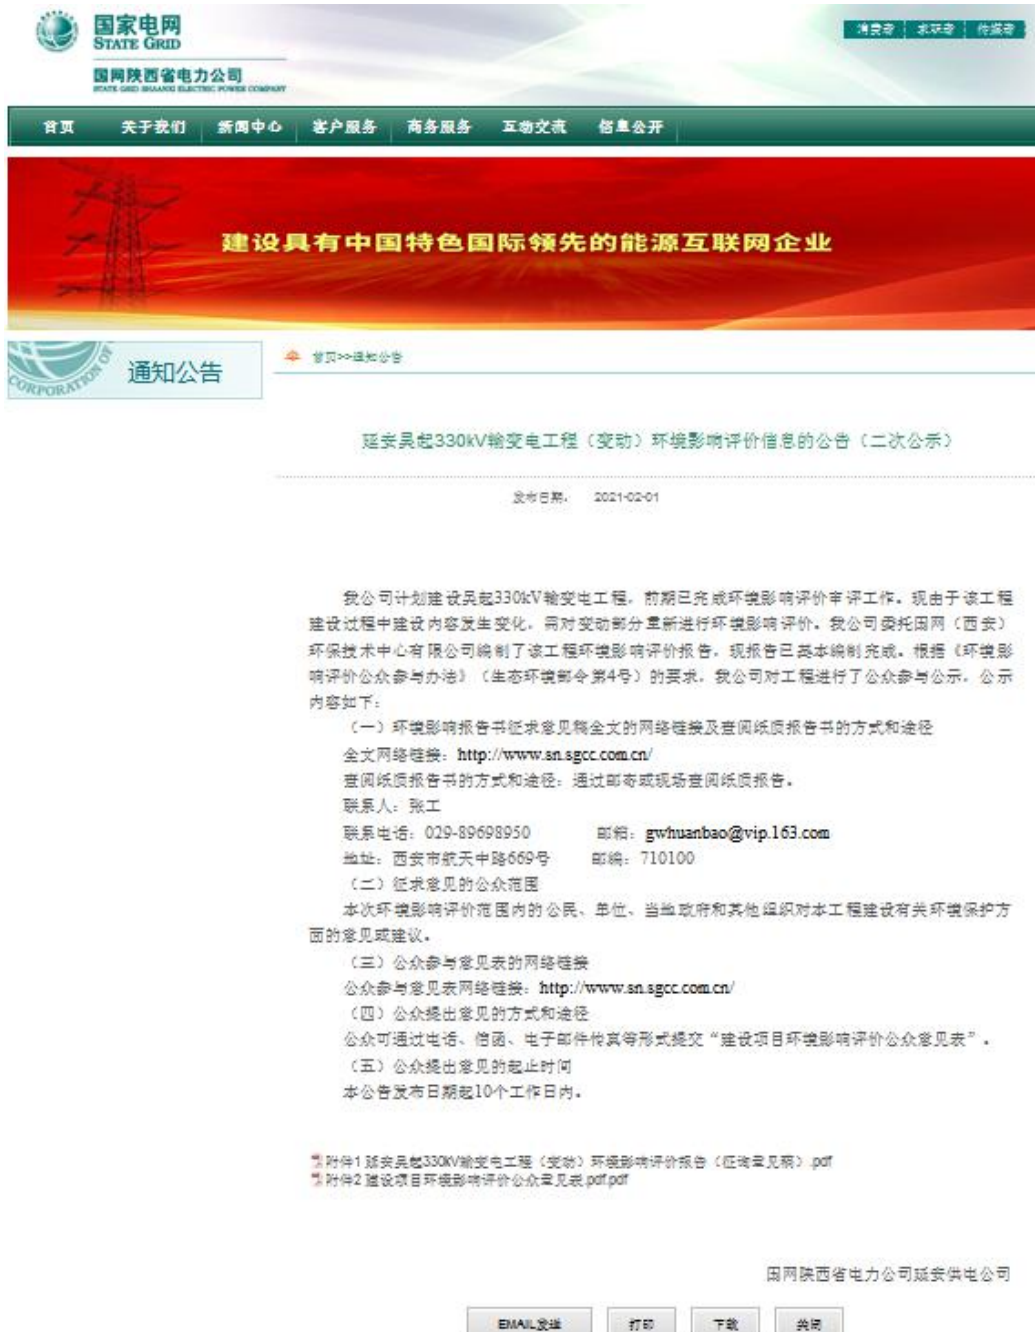 国家电网
STATE GRID
国网陕西省电力公司
STATE GRID SHAANXI ELECTRIC POWER COMPANY
消费者 求职者 传媒者
首页 关于我们 新闻中心 客户服务 商务服务 互动交流 信息公开
建设具有中国特色国际领先的能源互联网企业
CORPORATION OF
通知公告
首页>>通知公告
延安吴起330kV输变电工程（变动）环境影响评价信息的公告（二次公示）
发布日期： 2021-02-01
我公司计划建设吴起330kV输变电工程，前期已完成环境影响评价审评工作。现由于该工程
建设过程中建设内容发生变化，需对变动部分重新进行环境影响评价。我公司委托国网（西安）
环保技术中心有限公司编制了该工程环境影响评价报告，现报告已基本编制完成。根据《环境影
响评价公众参与办法》（生态环境部令第4号）的要求，我公司对工程进行了公众参与公示，公示
内容如下：
（一）环境影响报告书征求意见稿全文的网络链接及查阅纸质报告书的方式和途径
全文网络链接：http://www.sn.sgcc.com.cn/
查阅纸质报告书的方式和途径：通过邮寄或现场查阅纸质报告。
联系人：张工
联系电话：029-89698950 邮箱：gwhuanbao@vip.163.com
地址：西安市航天中路669号 邮编：710100
（二）征求意见的公众范围
本次环境影响评价范围内的公民、单位、当地政府和其他组织对本工程建设有关环境保护方
面的意见或建议。
（三）公众参与意见表的网络链接
公众参与意见表网络链接：http://www.sn.sgcc.com.cn/
（四）公众提出意见的方式和途径
公众可通过电话、信函、电子邮件传真等形式提交“建设项目环境影响评价公众意见表”。
（五）公众提出意见的起止时间
本公告发布日期起10个工作日内。
附件1 延安吴起330kV输变电工程（变动）环境影响评价报告（征询意见稿）.pdf
附件2 建设项目环境影响评价公众意见表.pdf.pdf
国网陕西省电力公司延安供电公司
EMAIL发送 打印 下载 关闭